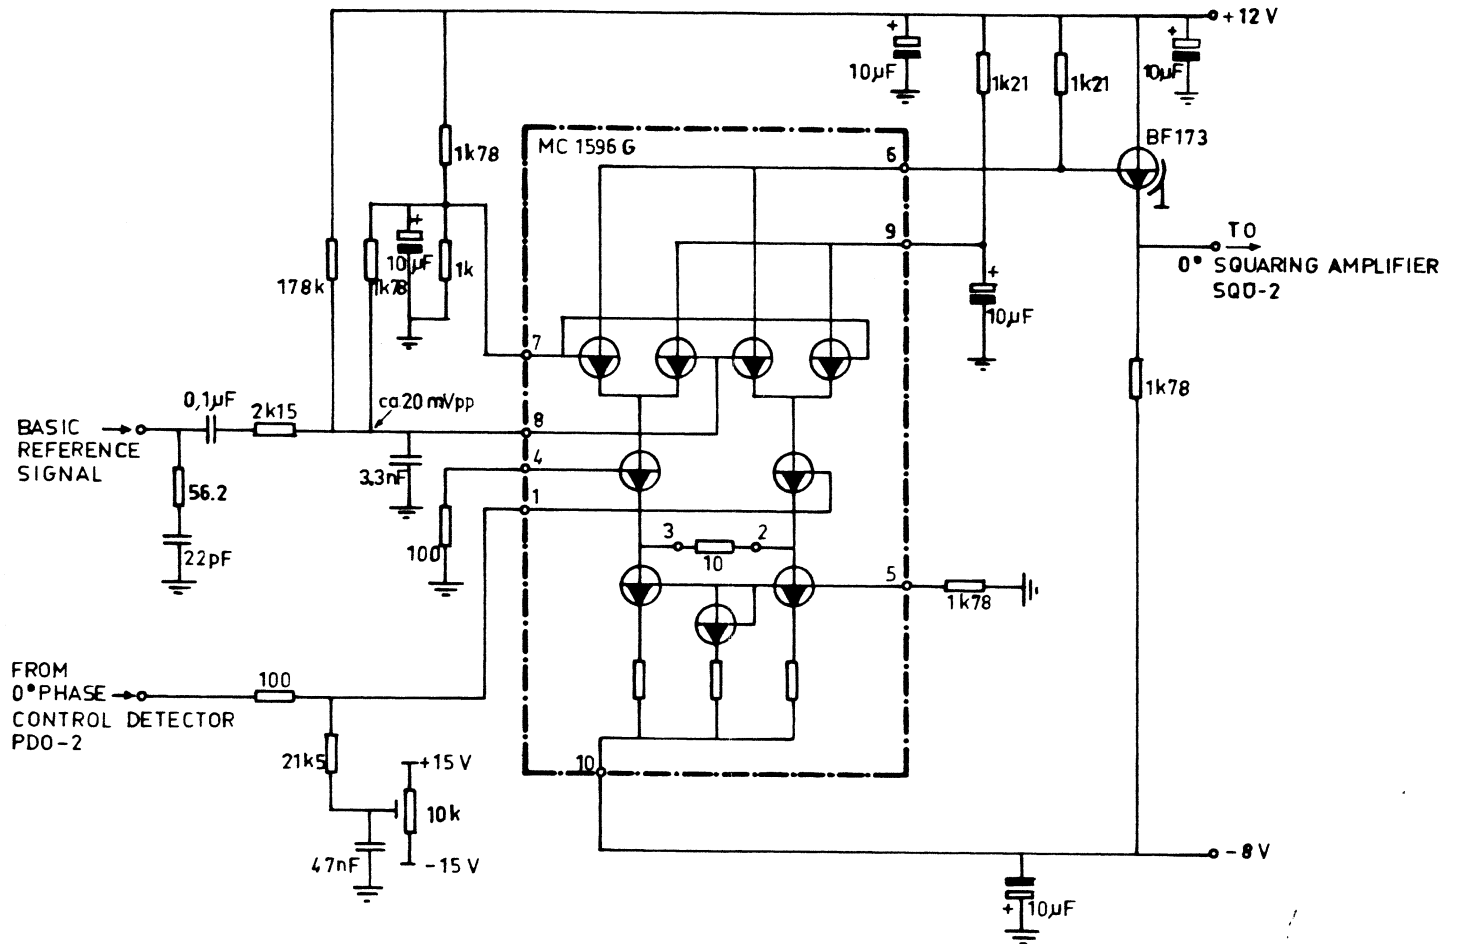 +12 V
+
10µF
1k21
1k21
+
10µF
BF173
MC 1596 G
6
1k78
+
10µF
1k
178k
1k78
9
TO
0° SQUARING AMPLIFIER
SQ0-2
+
10µF
7
1k78
0,1µF
2k15
ca 20 mVpp
8
BASIC
REFERENCE
SIGNAL
4
3.3nF
56.2
1
100
22pF
3
2
10
5
1k78
FROM
0° PHASE
CONTROL DETECTOR
PD0-2
100
21k5
+15 V
10k
47nF
-15 V
10
-8 V
+
10µF